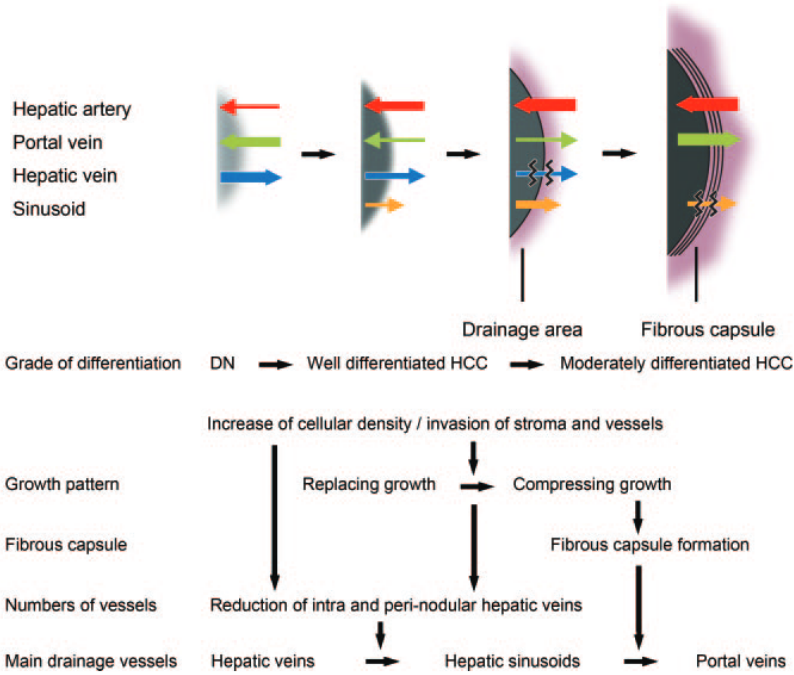 Hepatic artery
Portal vein
Hepatic vein
Sinusoid
Drainage area
Fibrous capsule
Grade of differentiation DN Well differentiated HCC Moderately differentiated HCC
Increase of cellular density / invasion of stroma and vessels
Growth pattern Replacing growth Compressing growth
Fibrous capsule Fibrous capsule formation
Numbers of vessels Reduction of intra and peri-nodular hepatic veins
Main drainage vessels Hepatic veins Hepatic sinusoids Portal veins